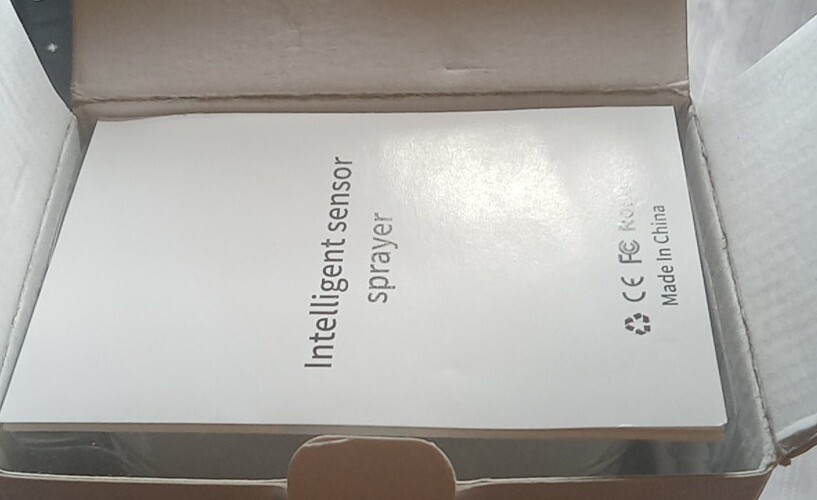 Intelligent sensor
sprayer
CE FC
Made In China